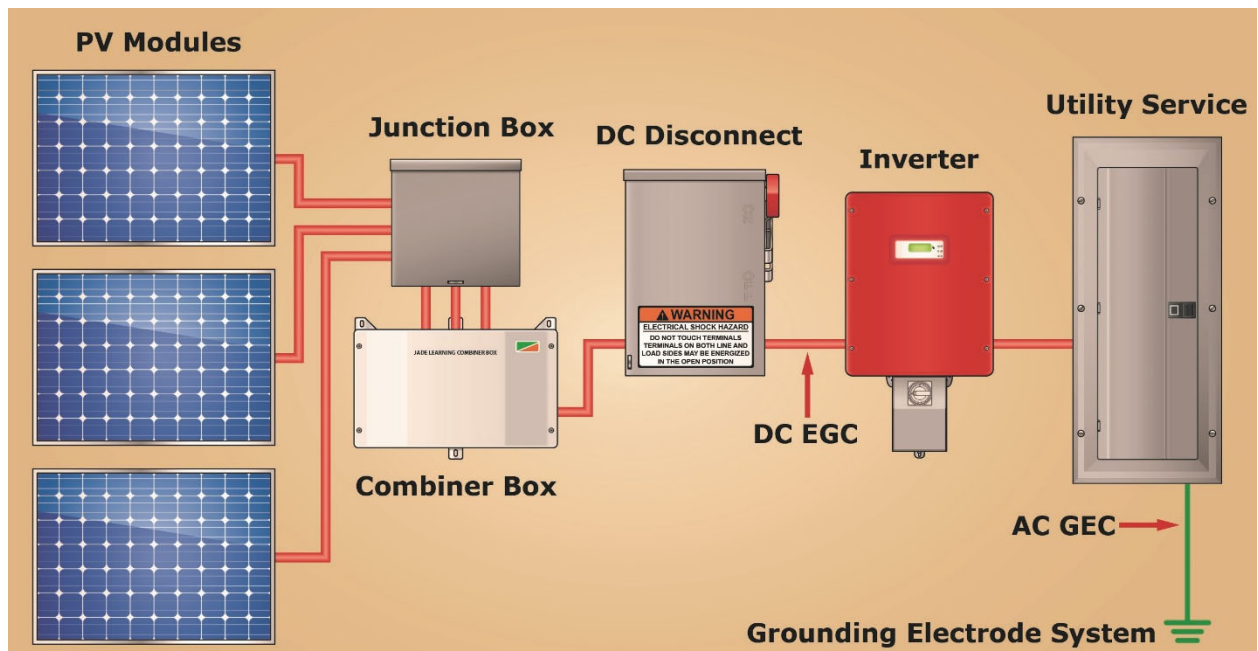 PV Modules
Junction Box
DC Disconnect
Inverter
Utility Service
WARNING
ELECTRICAL SHOCK HAZARD
DO NOT TOUCH TERMINALS
TERMINALS ON BOTH LINE AND
LOAD SIDES MAY BE ENERGIZED
IN THE OPEN POSITION
JADE LEARNING COMBINER BOX
DC EGC
Combiner Box
AC GEC
Grounding Electrode System